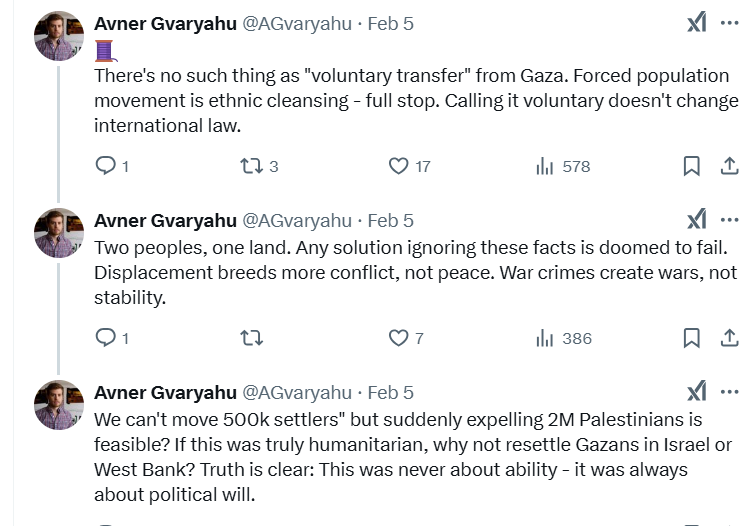 Avner Gvaryahu @AGvaryahu · Feb 5
There's no such thing as "voluntary transfer" from Gaza. Forced population
movement is ethnic cleansing - full stop. Calling it voluntary doesn't change
international law.
1 3 17 578
Avner Gvaryahu @AGvaryahu · Feb 5
Two peoples, one land. Any solution ignoring these facts is doomed to fail.
Displacement breeds more conflict, not peace. War crimes create wars, not
stability.
1 7 386
Avner Gvaryahu @AGvaryahu · Feb 5
We can't move 500k settlers" but suddenly expelling 2M Palestinians is
feasible? If this was truly humanitarian, why not resettle Gazans in Israel or
West Bank? Truth is clear: This was never about ability - it was always
about political will.